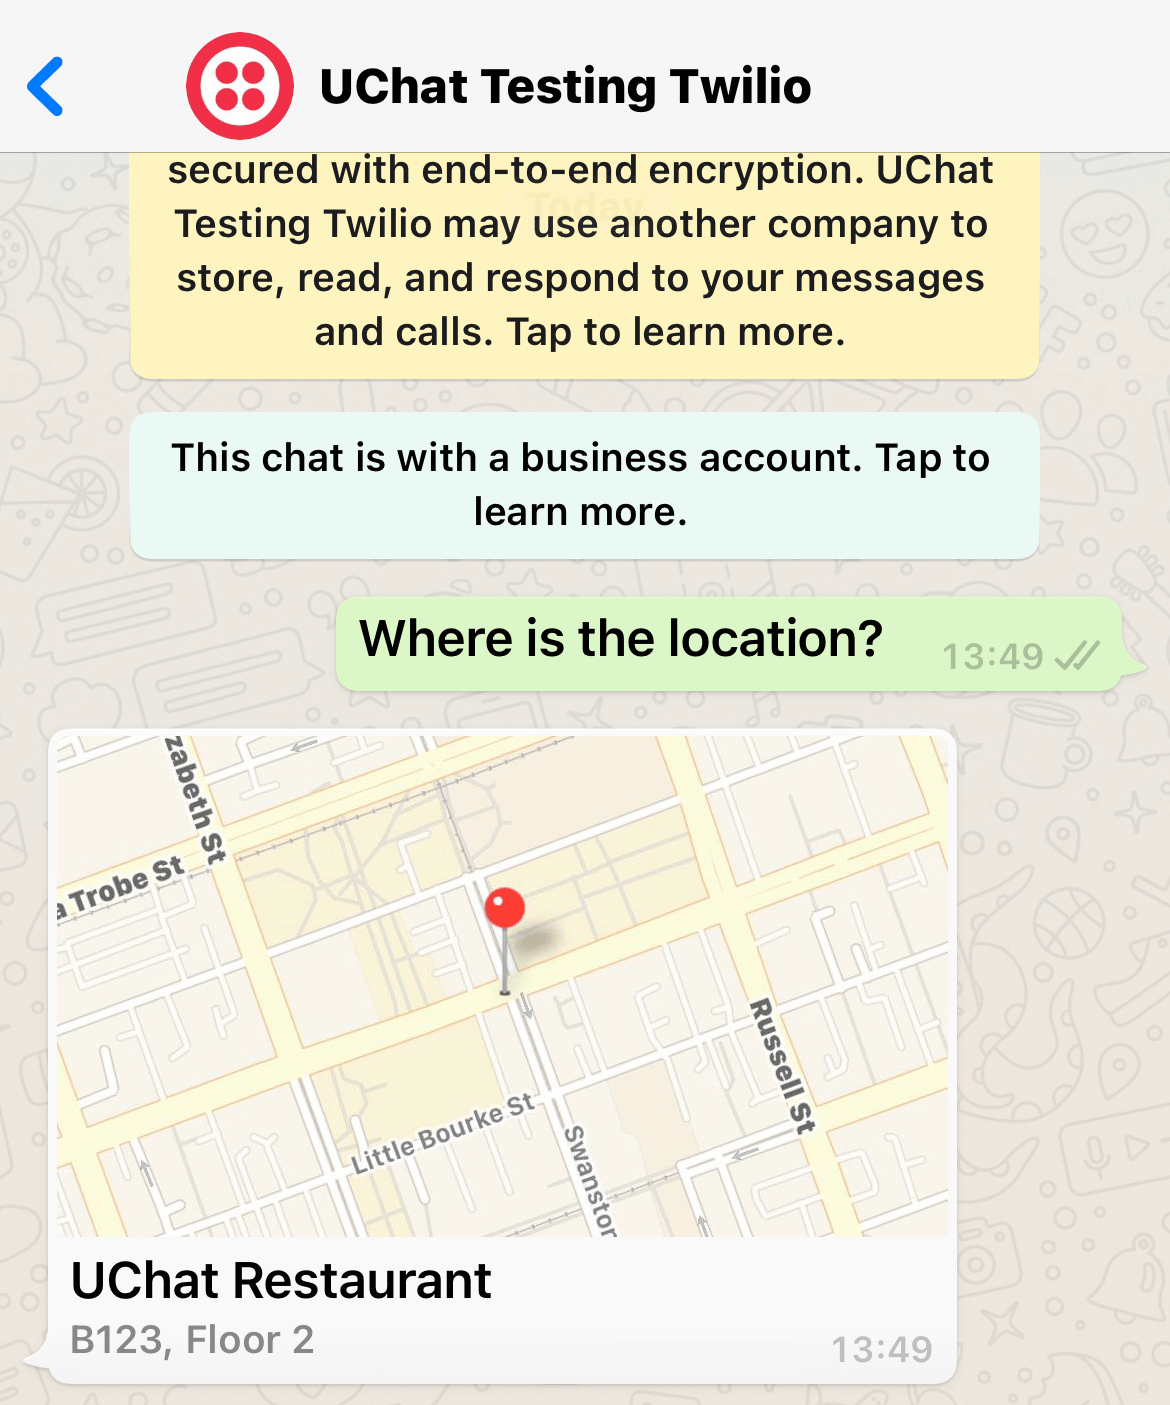 UChat Testing Twilio
secured with end-to-end encryption. UChat
Today
Testing Twilio may use another company to
store, read, and respond to your messages
and calls. Tap to learn more.
This chat is with a business account. Tap to
learn more.
Where is the location?
13:49
zabeth St
a Trobe St
Russell St
Little Bourke St
Swanston
UChat Restaurant
B123, Floor 2
13:49